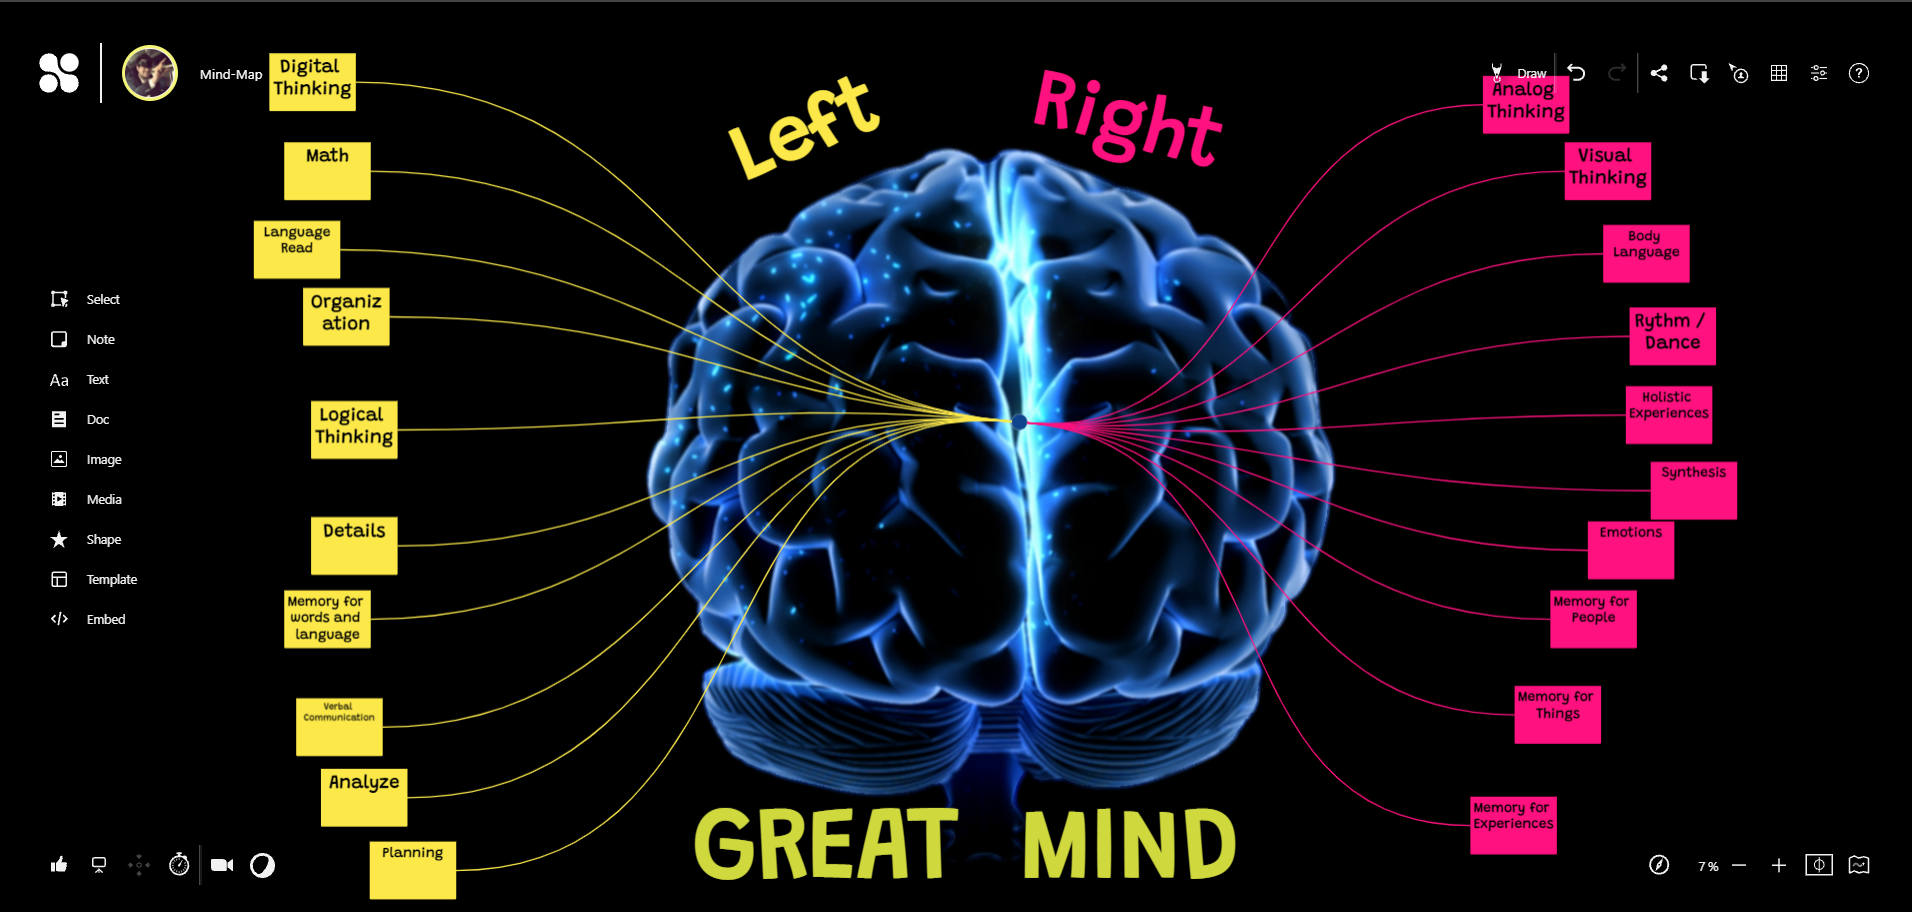 Mind-Map
Digital
Thinking
Math
Language
Read
Organiz
ation
Logical
Thinking
Details
Memory for
words and
language
Verbal
Communication
Analyze
Planning
Left
Right
GREAT MIND
Draw
Analog
Thinking
Visual
Thinking
Body
Language
Rythm /
Dance
Holistic
Experiences
Synthesis
Emotions
Memory for
People
Memory for
Things
Memory for
Experiences
Select
Note
Aa Text
Doc
Image
Media
Shape
Template
Embed
7 %